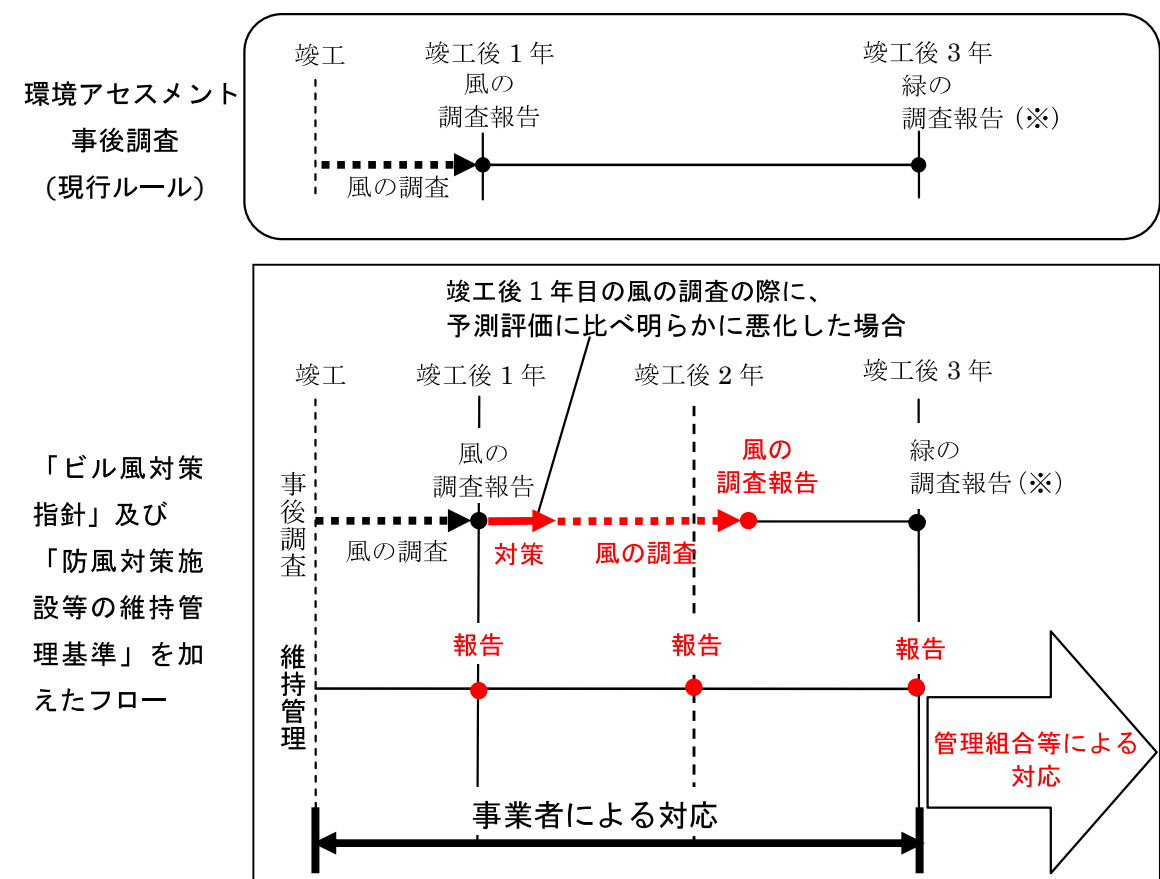 環境アセスメント
事後調査
(現行ルール)
竣工
竣工後 1 年
風の
調査報告
竣工後 3 年
緑の
調査報告（※）
風の調査
竣工後 1 年目の風の調査の際に、
予測評価に比べ明らかに悪化した場合
竣工
竣工後 1 年
竣工後 2 年
竣工後 3 年
「ビル風対策
指針」及び
「防風対策施
設等の維持管
理基準」を加
えたフロー
事後調査
風の
調査報告
風の
調査報告
緑の
調査報告（※）
風の調査
対策
風の調査
維持管理
報告
報告
報告
管理組合等による
対応
事業者による対応